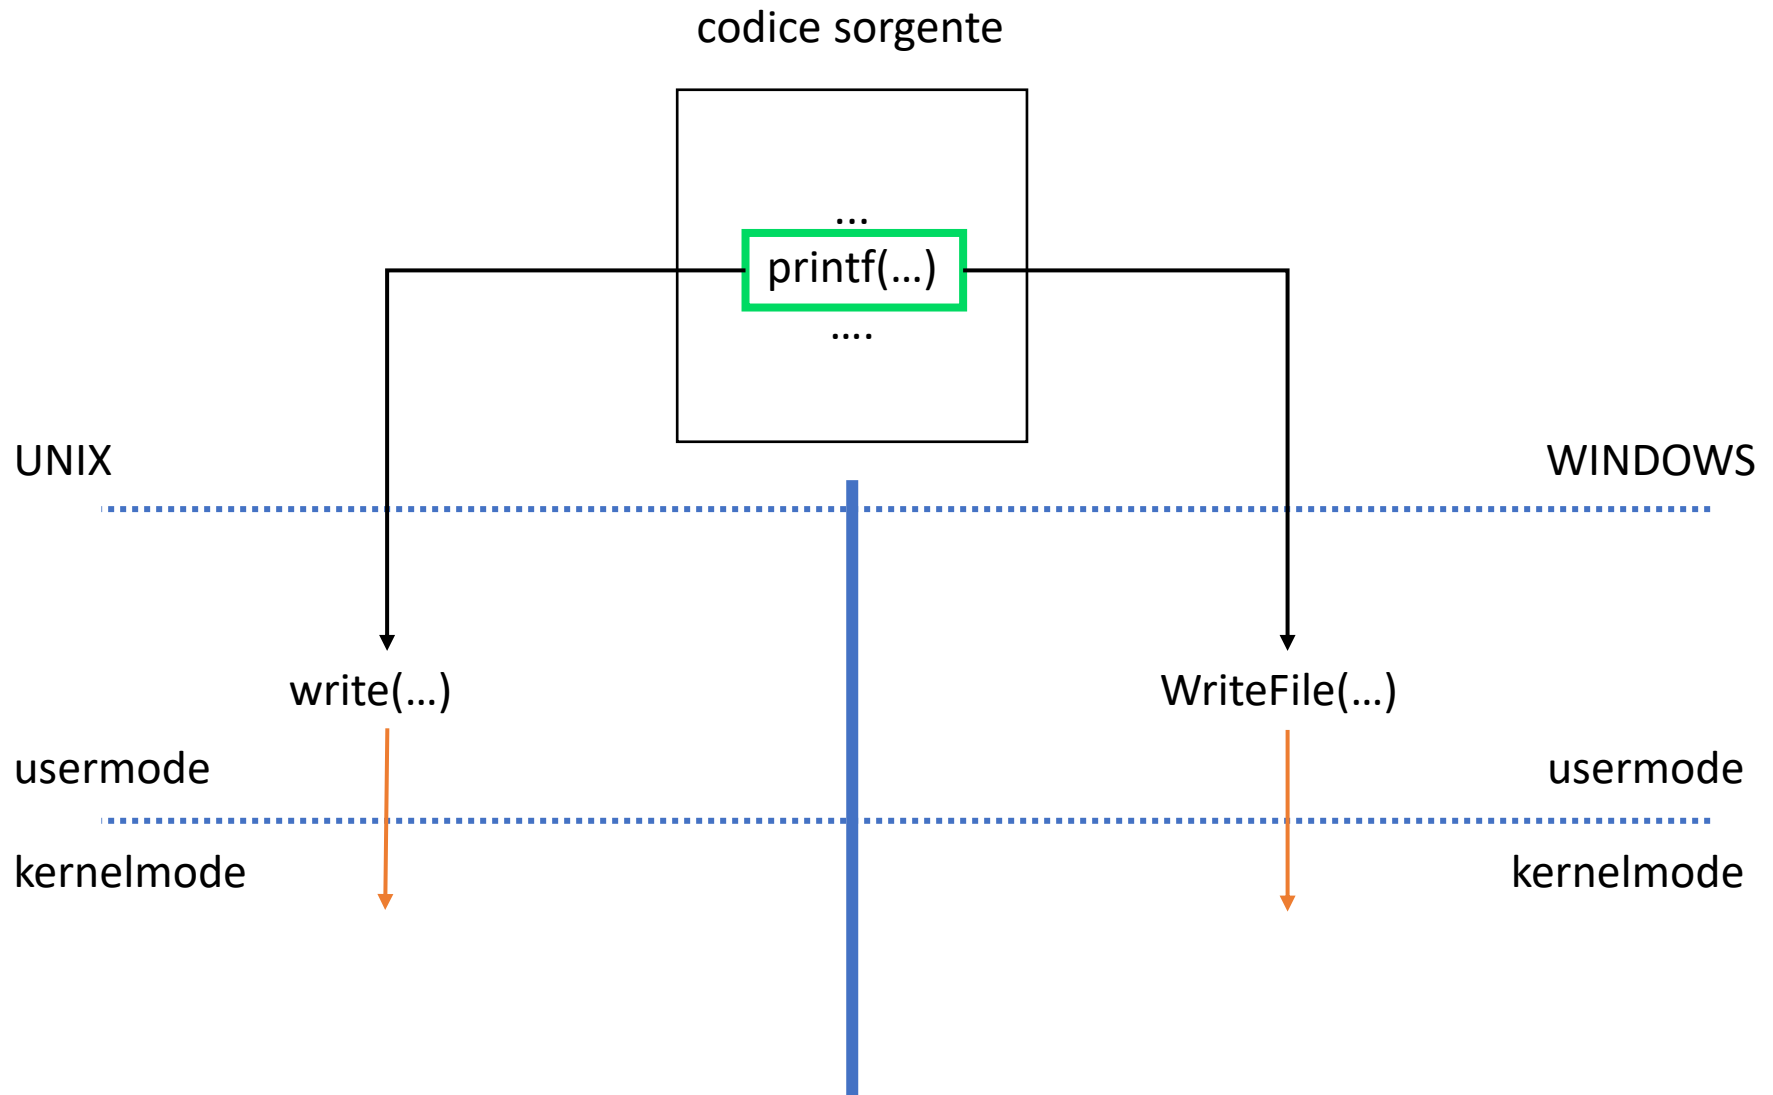 codice sorgente
...
printf(...)
....
UNIX
WINDOWS
write(...)
WriteFile(...)
usermode
usermode
kernelmode
kernelmode